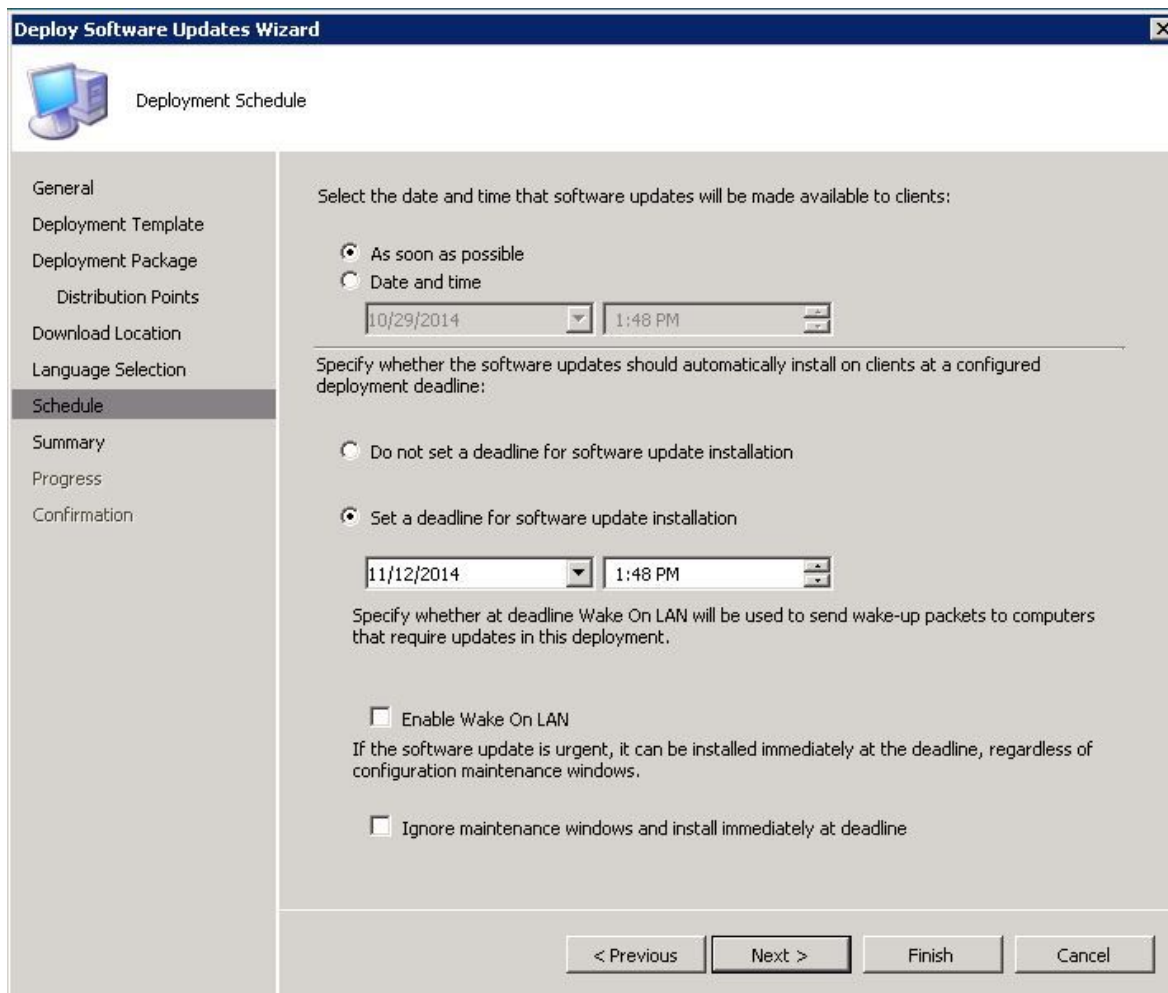 Deploy Software Updates Wizard
Deployment Schedule
General
Deployment Template
Deployment Package
Distribution Points
Download Location
Language Selection
Schedule
Summary
Progress
Confirmation
Select the date and time that software updates will be made available to clients:
As soon as possible
Date and time
10/29/2014 1:48 PM
Specify whether the software updates should automatically install on clients at a configured
deployment deadline:
Do not set a deadline for software update installation
Set a deadline for software update installation
11/12/2014 1:48 PM
Specify whether at deadline Wake On LAN will be used to send wake-up packets to computers
that require updates in this deployment.
Enable Wake On LAN
If the software update is urgent, it can be installed immediately at the deadline, regardless of
configuration maintenance windows.
Ignore maintenance windows and install immediately at deadline
< Previous Next > Finish Cancel